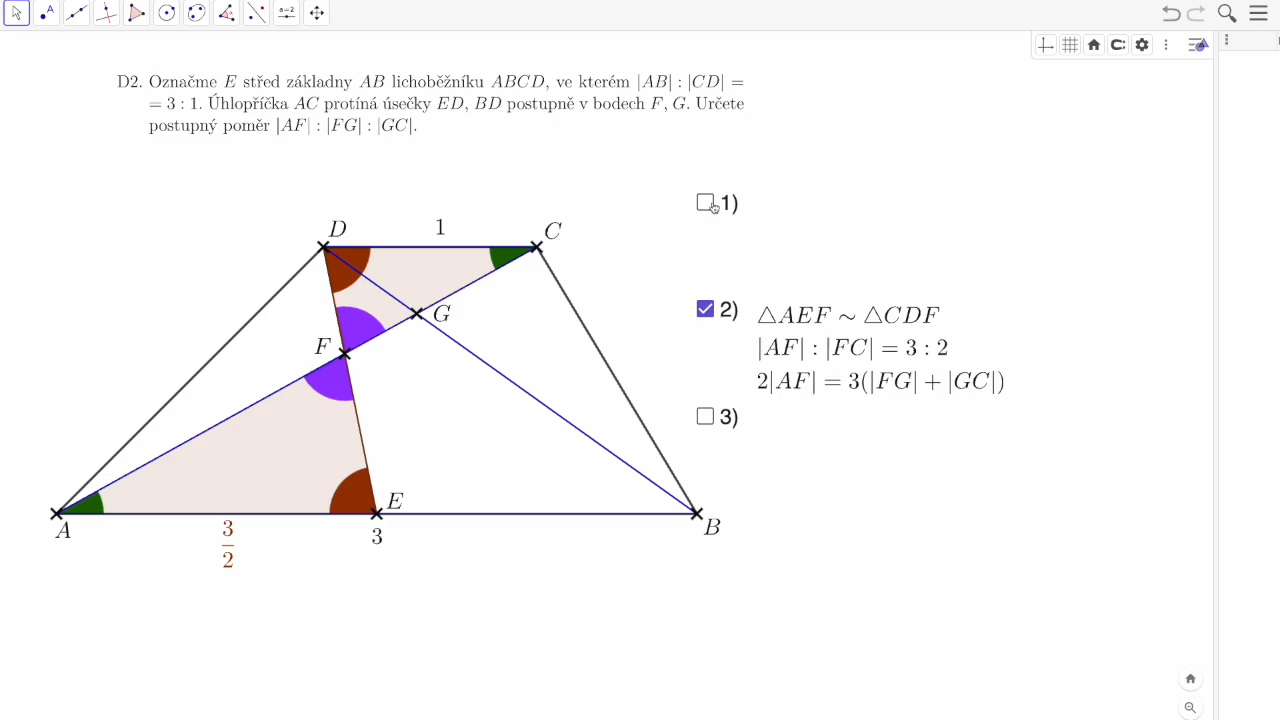 D2. Označme E střed základny AB lichoběžníku ABCD, ve kterém |AB| : |CD| =
= 3 : 1. Úhlopříčka AC protíná úsečky ED, BD postupně v bodech F, G. Určete
postupný poměr |AF| : |FG| : |GC|.
1)
D
1
C
2) △AEF ∼ △CDF
G
F
|AF| : |FC| = 3 : 2
2|AF| = 3(|FG| + |GC|)
3)
E
A
3
2
3
B